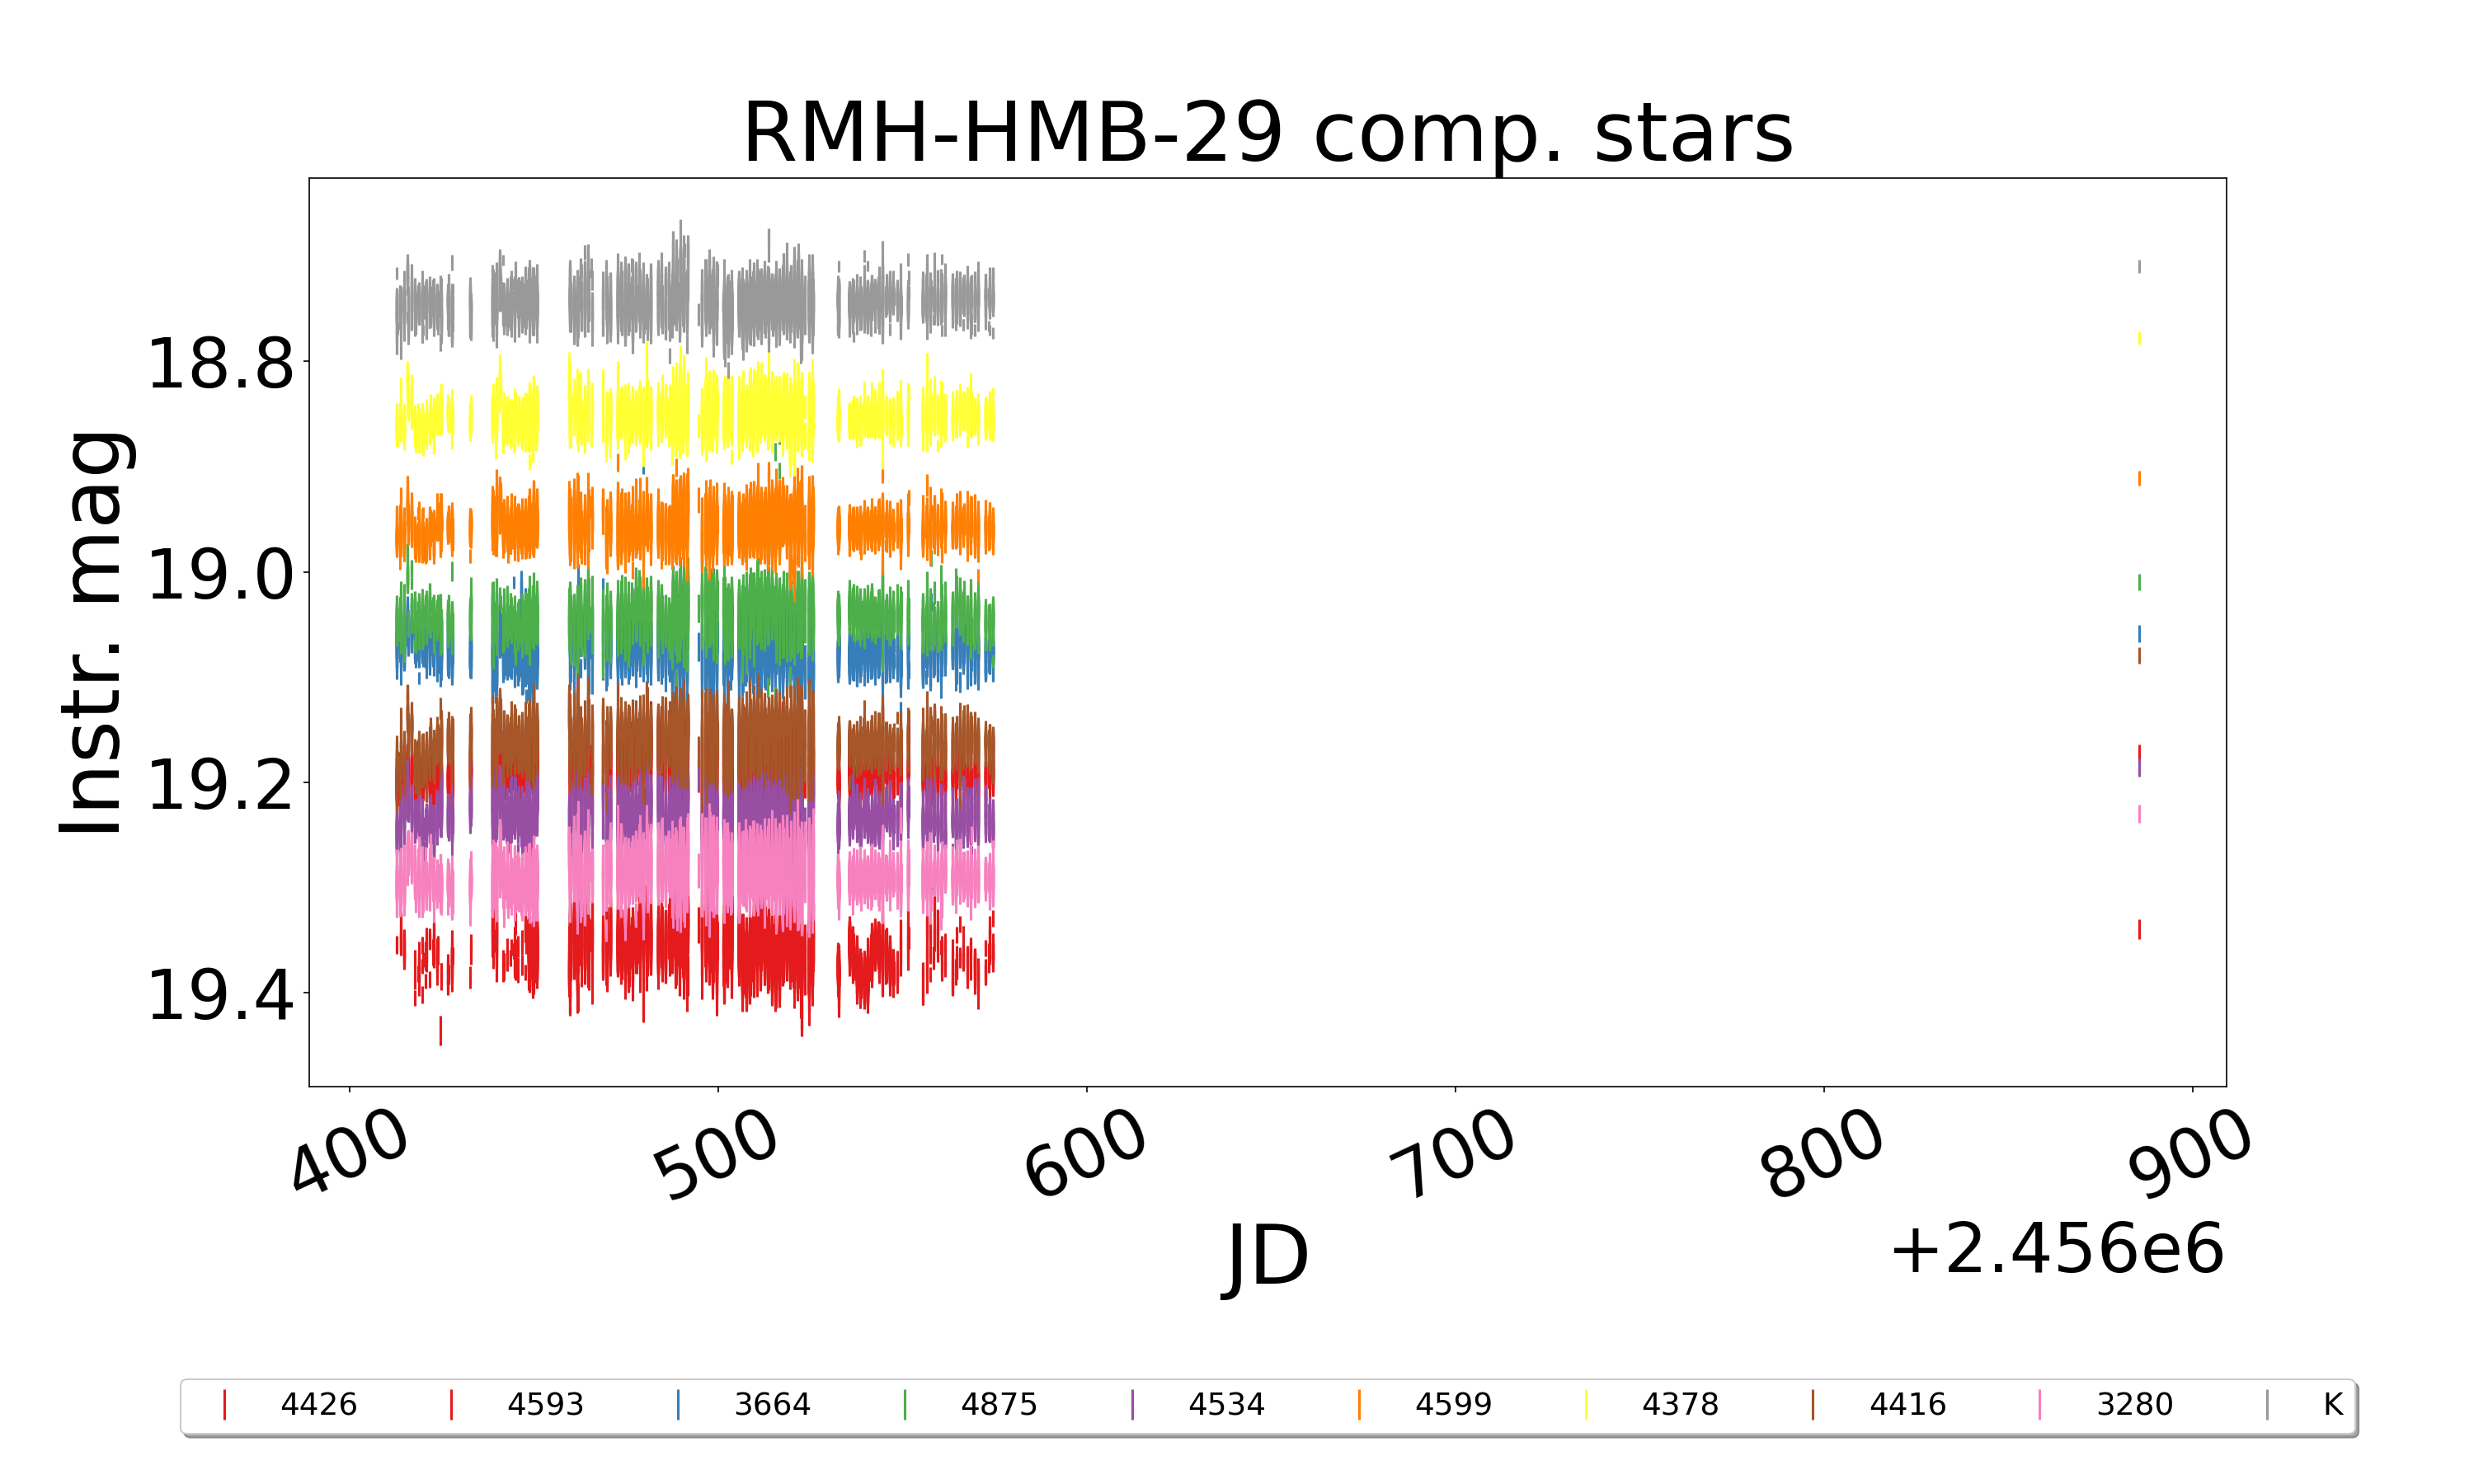 RMH-HMB-29 comp. stars
Instr. mag
18.8
19.0
19.2
19.4
400 500 600 700 800 900
JD
+2.456e6
4426 4593 3664 4875 4534 4599 4378 4416 3280 K